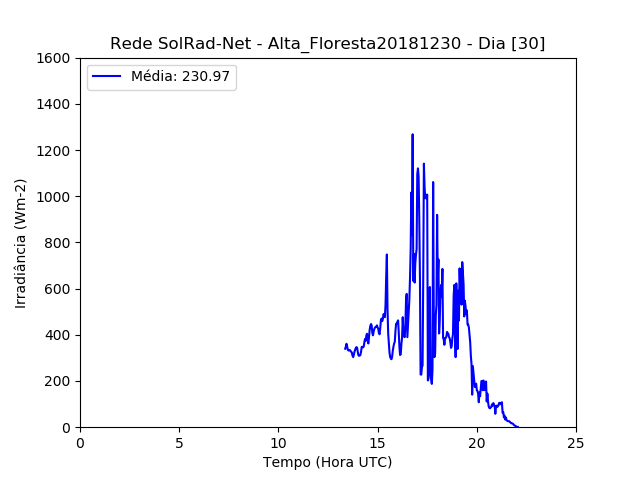 Rede SolRad-Net - Alta_Floresta20181230 - Dia [30]
Média: 230.97
1600
1400
1200
1000
800
600
400
200
0
Irradiância (Wm-2)
0 5 10 15 20 25
Tempo (Hora UTC)